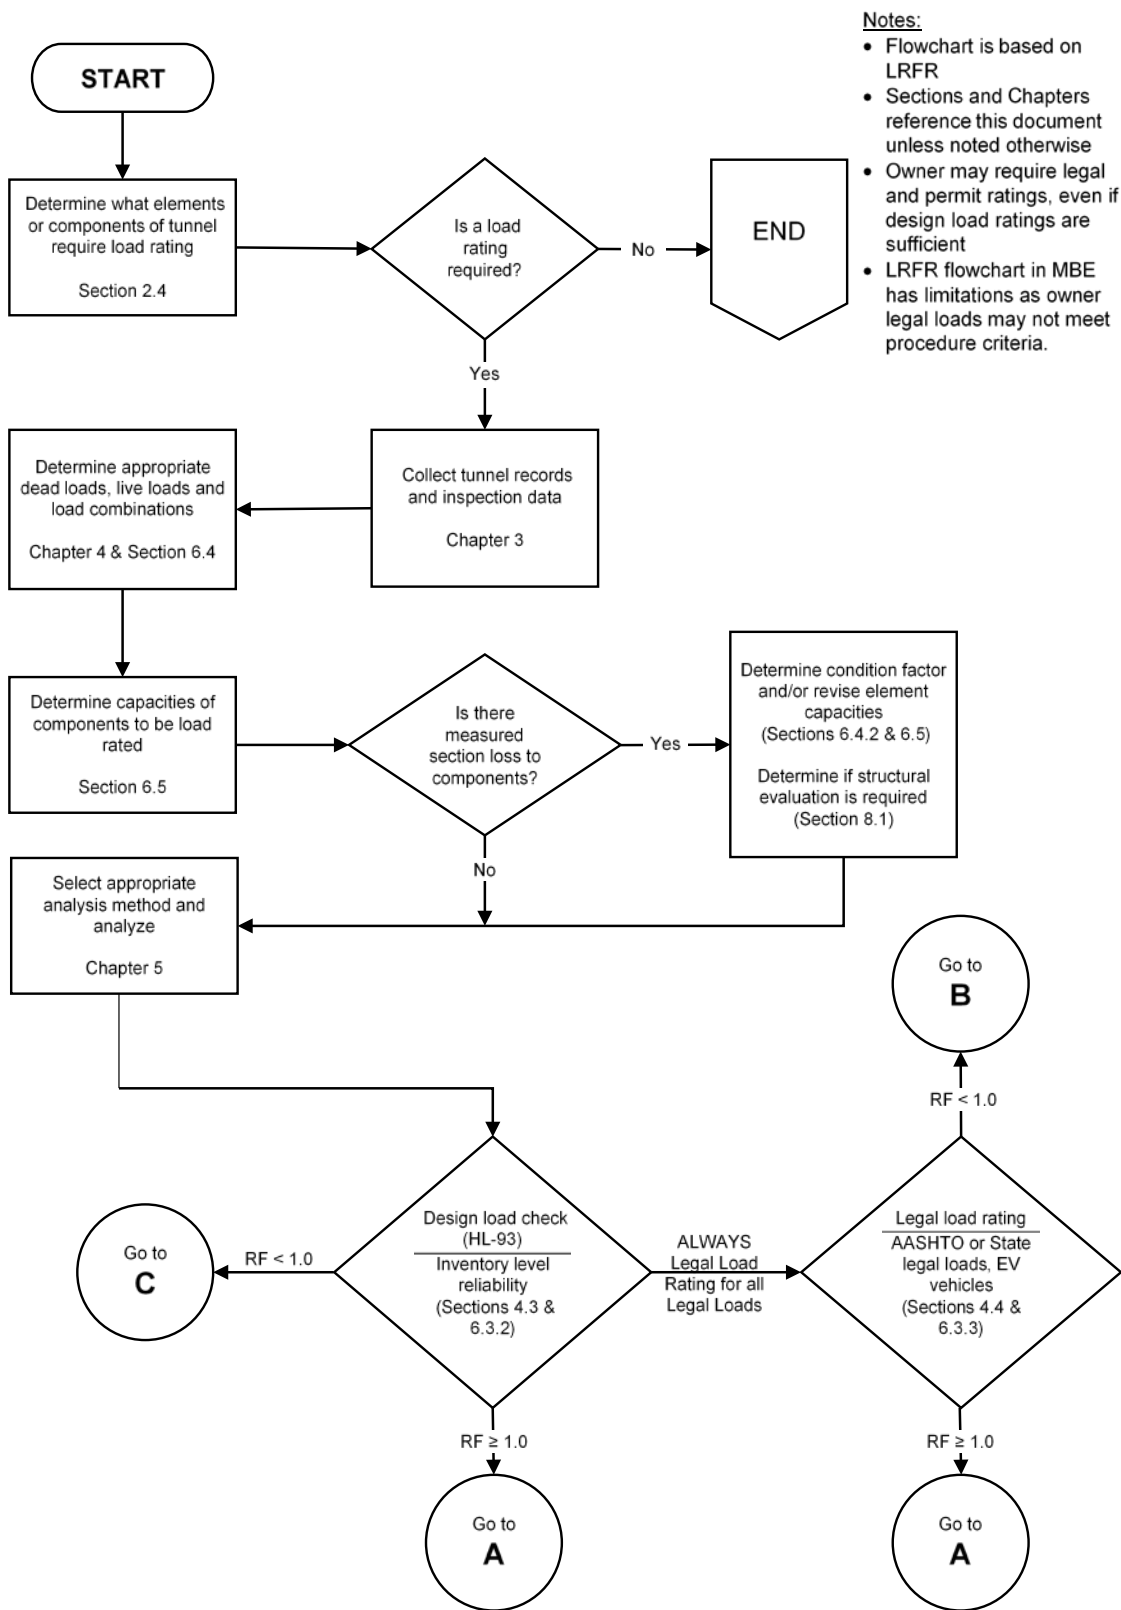 START
Determine what elements
or components of tunnel
require load rating
Section 2.4
Is a load
rating
required?
No
END
Notes:
• Flowchart is based on
LRFR
• Sections and Chapters
reference this document
unless noted otherwise
• Owner may require legal
and permit ratings, even if
design load ratings are
sufficient
• LRFR flowchart in MBE
has limitations as owner
legal loads may not meet
procedure criteria.
Yes
Collect tunnel records
and inspection data
Chapter 3
Determine appropriate
dead loads, live loads and
load combinations
Chapter 4 & Section 6.4
Determine capacities of
components to be load
rated
Section 6.5
Is there
measured
section loss to
components?
Yes
Determine condition factor
and/or revise element
capacities
(Sections 6.4.2 & 6.5)
Determine if structural
evaluation is required
(Section 8.1)
No
Select appropriate
analysis method and
analyze
Chapter 5
Design load check
(HL-93)
Inventory level
reliability
(Sections 4.3 &
6.3.2)
RF < 1.0
Go to
C
RF ≥ 1.0
Go to
A
ALWAYS
Legal Load
Rating for all
Legal Loads
Legal load rating
AASHTO or State
legal loads, EV
vehicles
(Sections 4.4 &
6.3.3)
RF < 1.0
Go to
B
RF ≥ 1.0
Go to
A